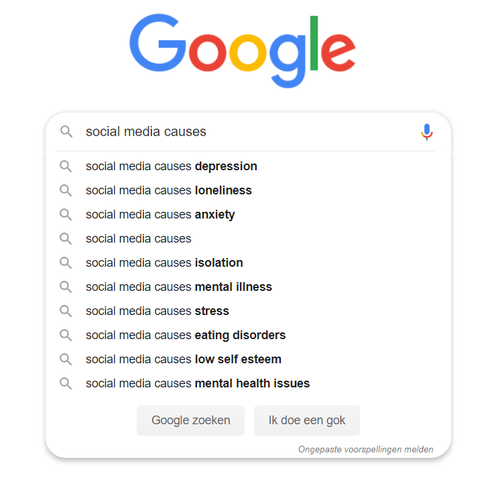 Google
social media causes
social media causes depression
social media causes loneliness
social media causes anxiety
social media causes
social media causes isolation
social media causes mental illness
social media causes stress
social media causes eating disorders
social media causes low self esteem
social media causes mental health issues
Google zoeken Ik doe een gok
Ongepaste voorspellingen melden